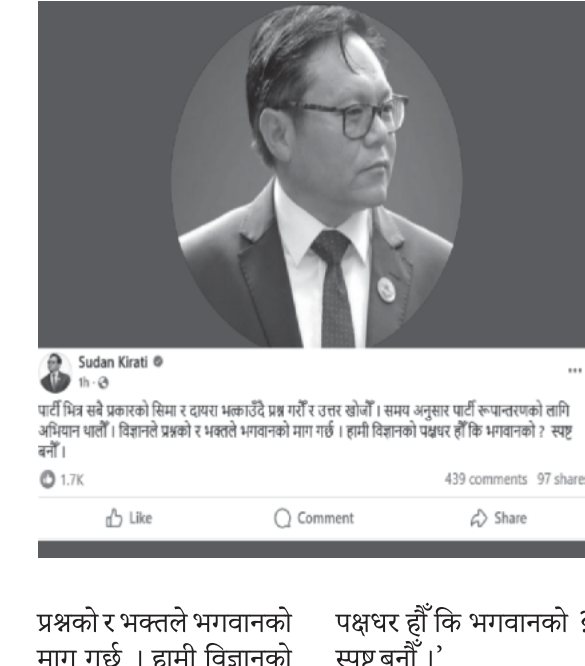 Sudan Kirati
1h
पार्टी भित्र सबै प्रकारको सिमा र दायरा भत्काउँदै प्रश्न गरौँ र उत्तर खोजौँ । समय अनुसार पार्टी रूपान्तरणको लागि
अभियान थालौँ । विज्ञानले प्रश्नको र भक्तले भगवानको माग गर्छ । हामी विज्ञानको पक्षधर हौँ कि भगवानको ? स्पष्ट
बनौँ ।
1.7K
439 comments 97 shares
Like Comment Share
प्रश्नको र भक्तले भगवानको
माग गर्छ । हामी विज्ञानको
पक्षधर हौँ कि भगवानको ?
स्पष्ट बनौँ ।’